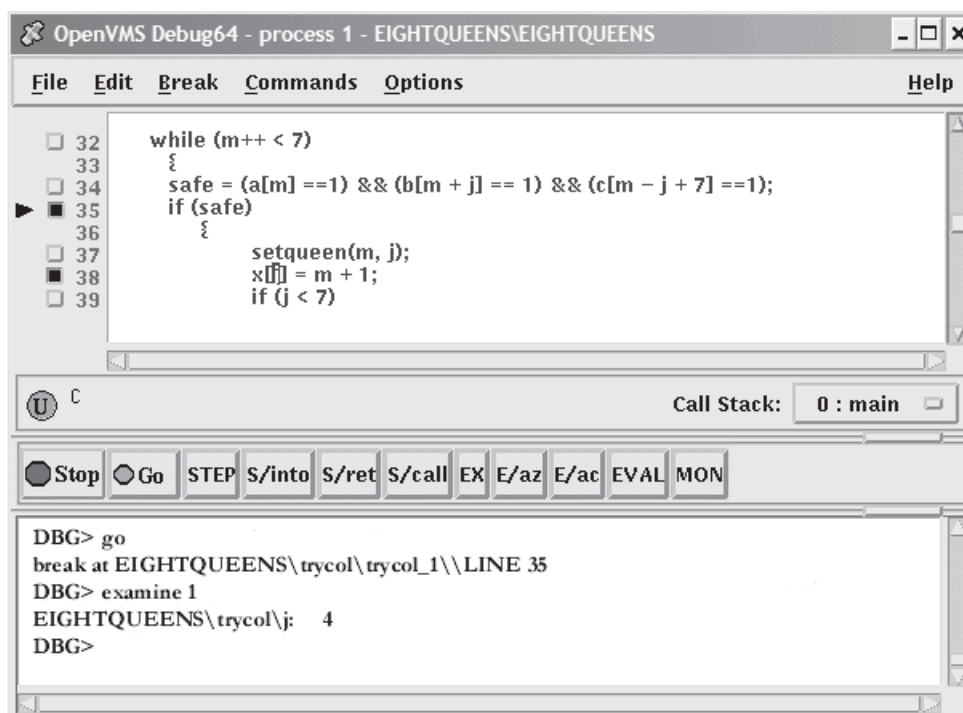 OpenVMS Debug64 - process 1 - EIGHTQUEENS\EIGHTQUEENS
File Edit Break Commands Options Help
32 while (m++ < 7)
33 {
34 safe = (a[m] ==1) && (b[m + j] == 1) && (c[m – j + 7] ==1);
35 if (safe)
36 {
37 setqueen(m, j);
38 x[j] = m + 1;
39 if (j < 7)
U C Call Stack: 0 : main
Stop Go STEP S/into S/ret S/call EX E/az E/ac EVAL MON
DBG> go
break at EIGHTQUEENS\trycol\trycol_1\\LINE 35
DBG> examine 1
EIGHTQUEENS\trycol\j: 4
DBG>